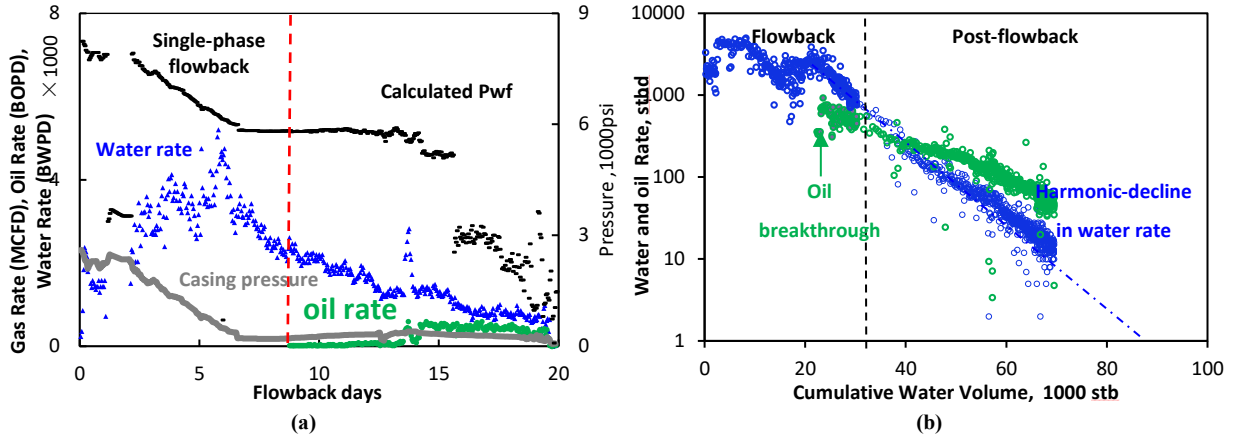 Gas Rate (MCFD), Oil Rate (BOPD)
Water Rate (BWPD) × 1000
8
4
0
Single-phase
flowback
Calculated Pwf
Water rate
Casing pressure
oil rate
9
6
3
0
Pressure ,1000psi
0
5
10
15
20
Flowback days
(a)
Water and oil Rate, stbd
10000
1000
100
10
1
Flowback
Post-flowback
Oil
breakthrough
Harmonic-decline
in water rate
0
20
40
60
80
100
Cumulative Water Volume, 1000 stb
(b)